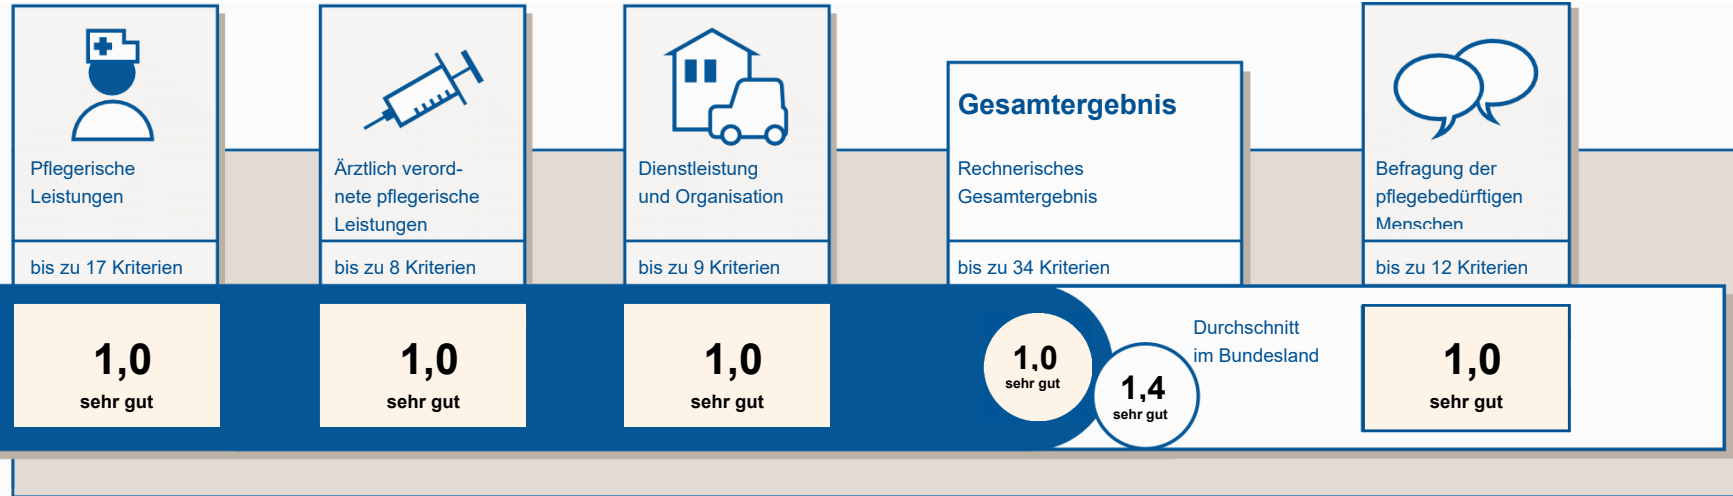 Pflegerische
Leistungen
bis zu 17 Kriterien
1,0
sehr gut
Ärztlich verord-
nete pflegerische
Leistungen
bis zu 8 Kriterien
1,0
sehr gut
Dienstleistung
und Organisation
bis zu 9 Kriterien
1,0
sehr gut
Gesamtergebnis
Rechnerisches
Gesamtergebnis
bis zu 34 Kriterien
1,0
sehr gut
1,4
sehr gut
Durchschnitt
im Bundesland
Befragung der
pflegebedürftigen
Menschen
bis zu 12 Kriterien
1,0
sehr gut